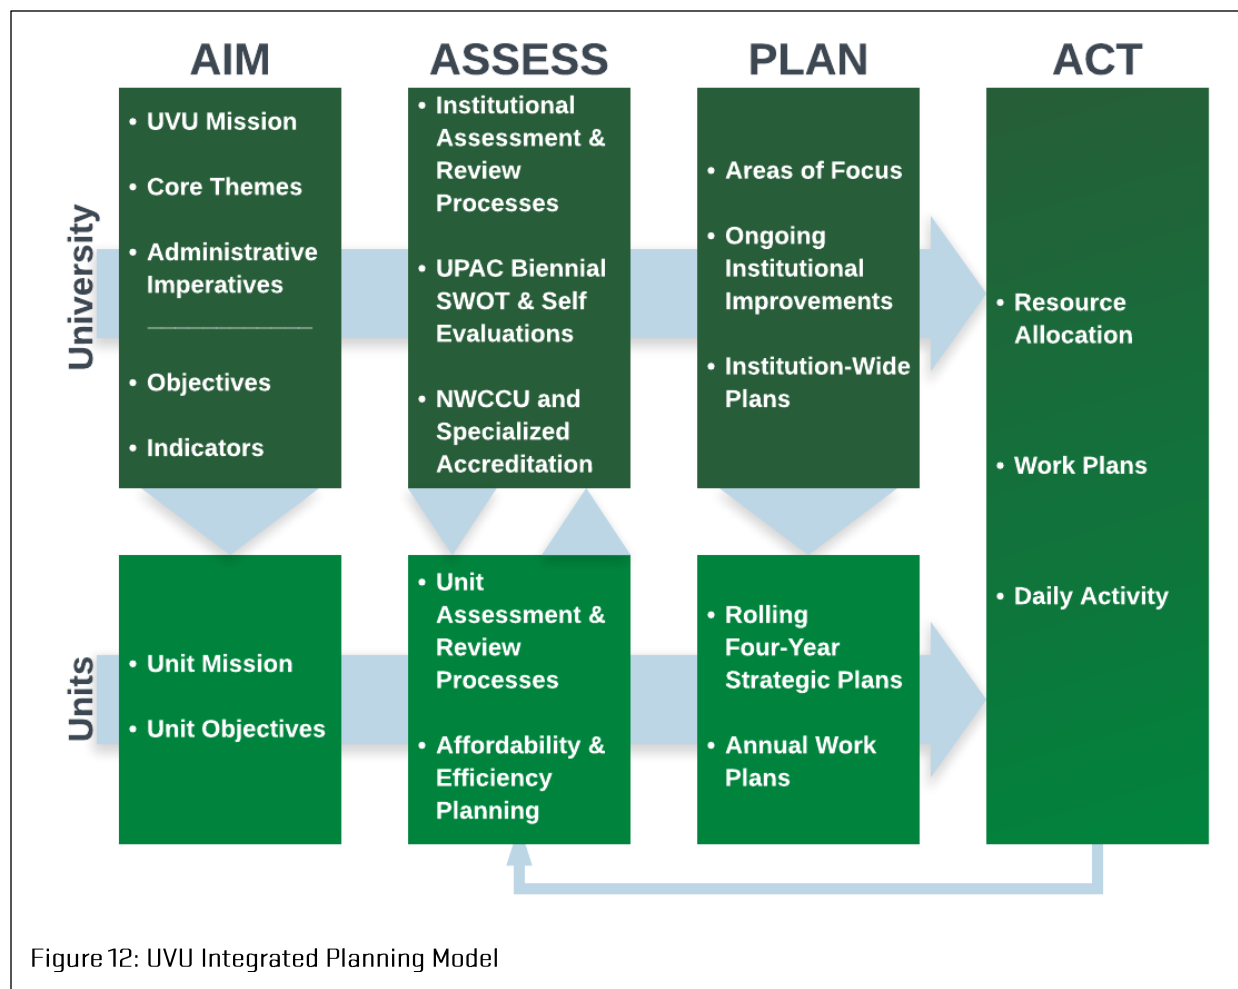 AIM
ASSESS
PLAN
ACT
University
• UVU Mission
• Core Themes
• Administrative
Imperatives
• Objectives
• Indicators
• Institutional
Assessment &
Review
Processes
• UPAC Biennial
SWOT & Self
Evaluations
• NWCCU and
Specialized
Accreditation
• Areas of Focus
• Ongoing
Institutional
Improvements
• Institution-Wide
Plans
• Resource
Allocation
• Work Plans
• Daily Activity
Units
• Unit Mission
• Unit Objectives
• Unit
Assessment &
Review
Processes
• Affordability &
Efficiency
Planning
• Rolling
Four-Year
Strategic Plans
• Annual Work
Plans
Figure 12: UVU Integrated Planning Model